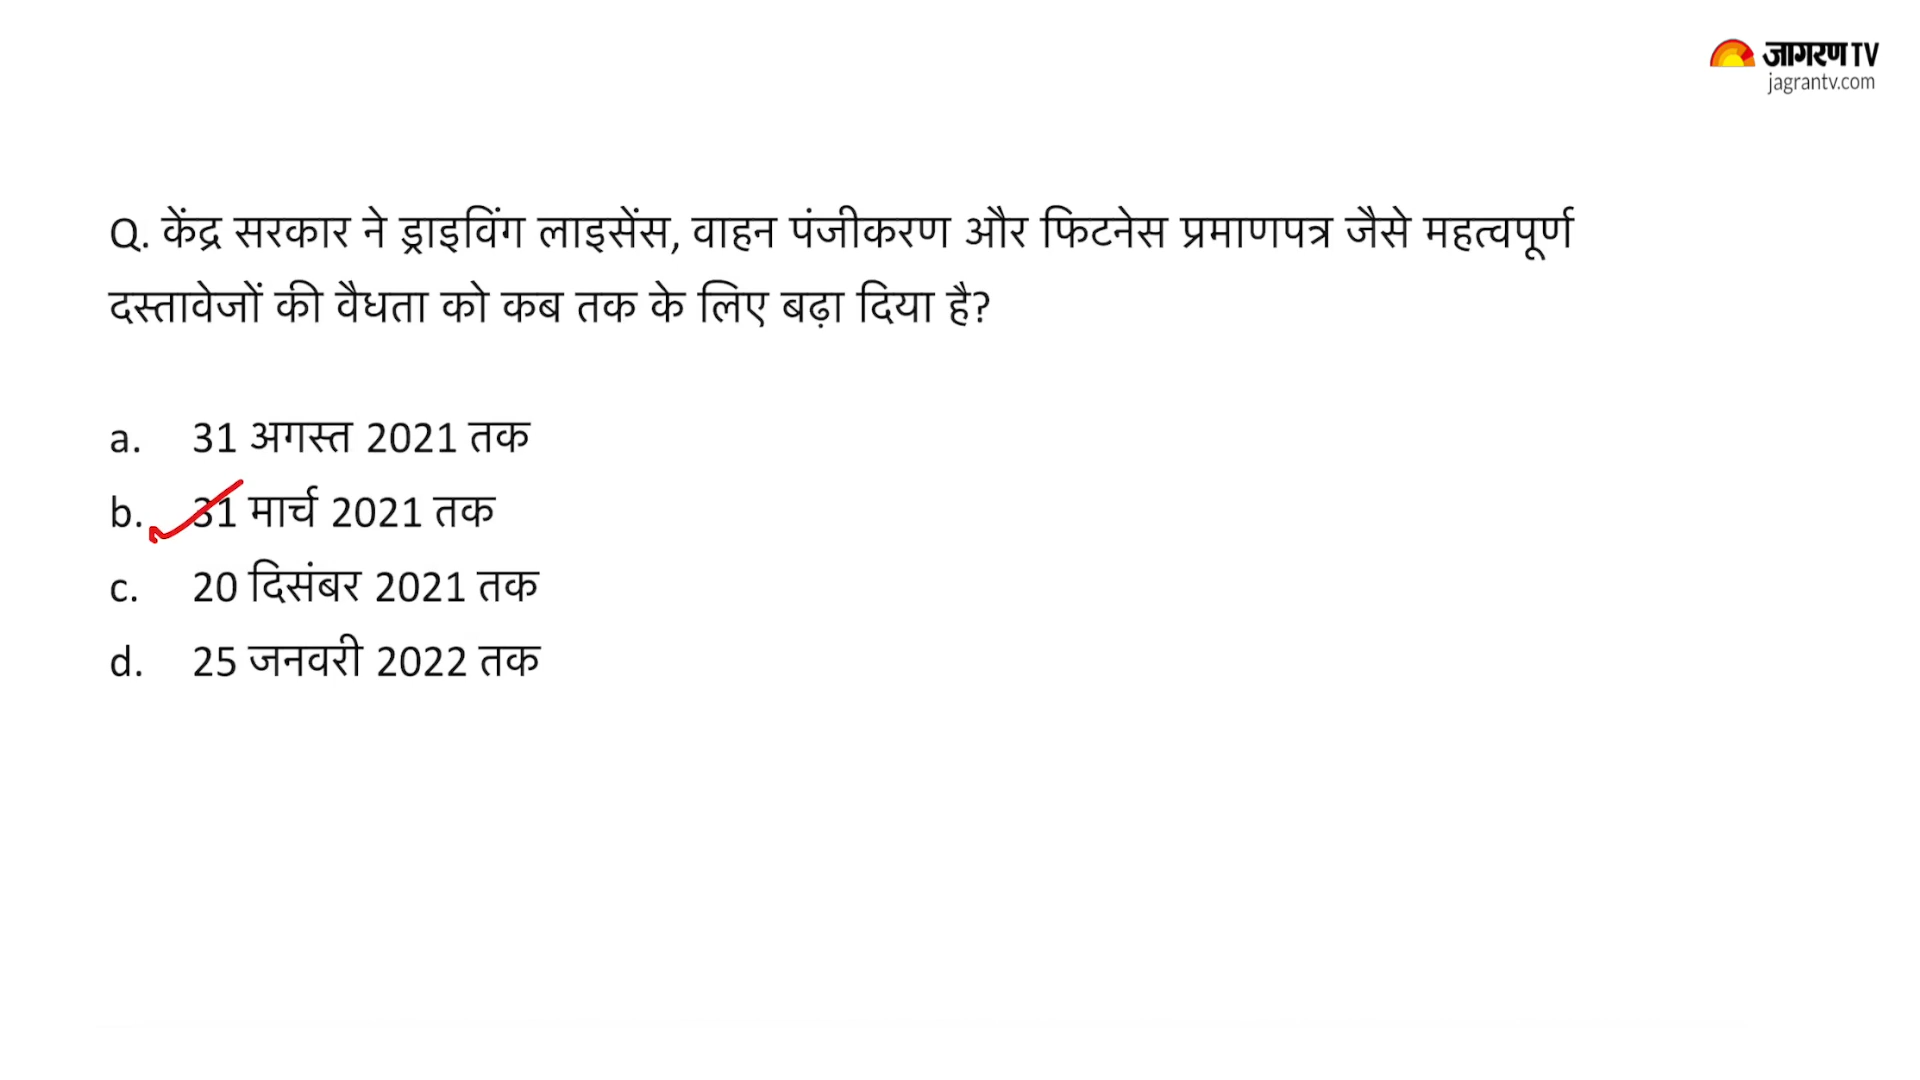 जागरण TV
jagrantv.com
Q. केंद्र सरकार ने ड्राइविंग लाइसेंस, वाहन पंजीकरण और फिटनेस प्रमाणपत्र जैसे महत्वपूर्ण
दस्तावेजों की वैधता को कब तक के लिए बढ़ा दिया है?
a. 31 अगस्त 2021 तक
b. 31 मार्च 2021 तक
c. 20 दिसंबर 2021 तक
d. 25 जनवरी 2022 तक